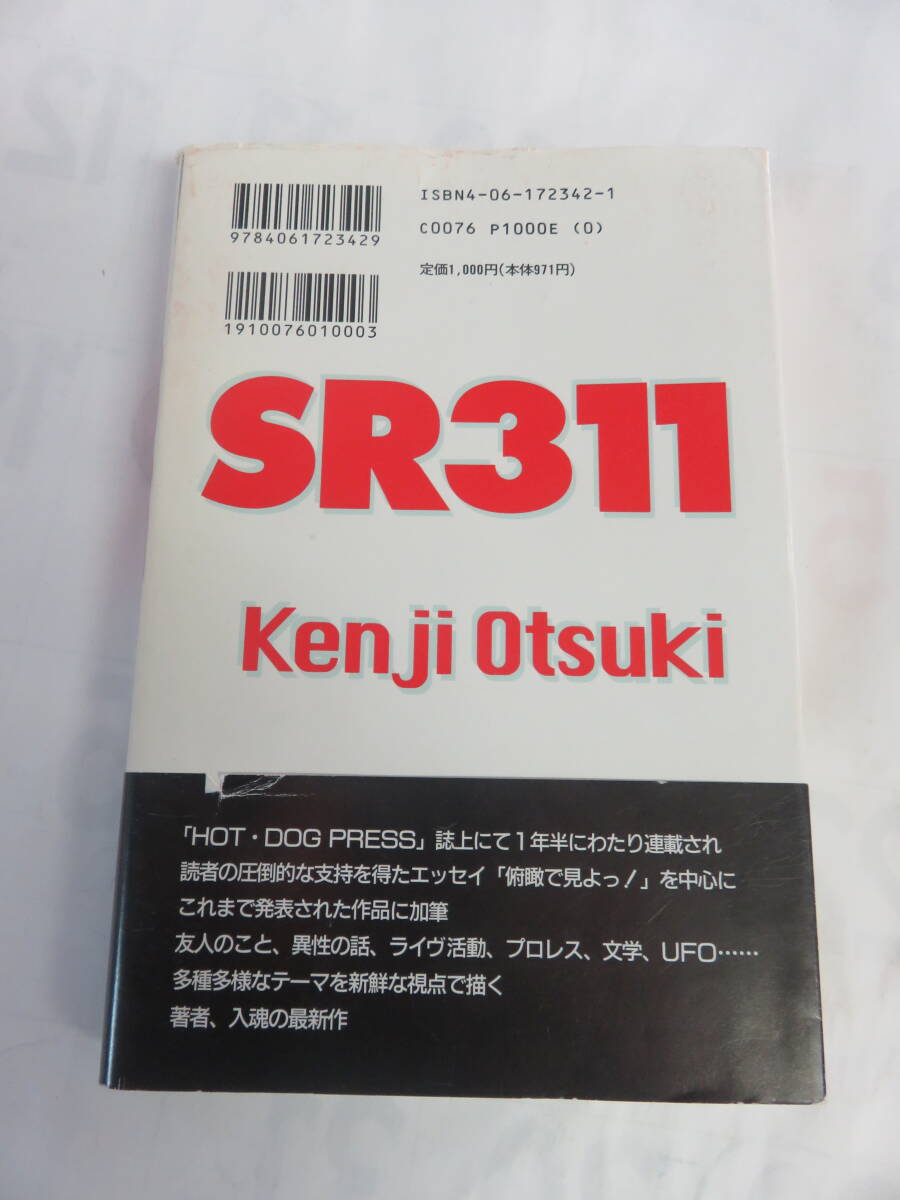 ISBN4-06-172342-1
9784061723429
C0076 P1000E (0)
定価1,000円(本体971円)
1910076010003
SR311
Kenji Otsuki
「HOT・DOG PRESS」誌上にて1年半にわたり連載され
読者の圧倒的な支持を得たエッセイ「俯瞰で見よっ!」を中心に
これまで発表された作品に加筆
友人のこと、異性の話、ライヴ活動、プロレス、文学、UFO……
多種多様なテーマを新鮮な視点で描く
著者、入魂の最新作